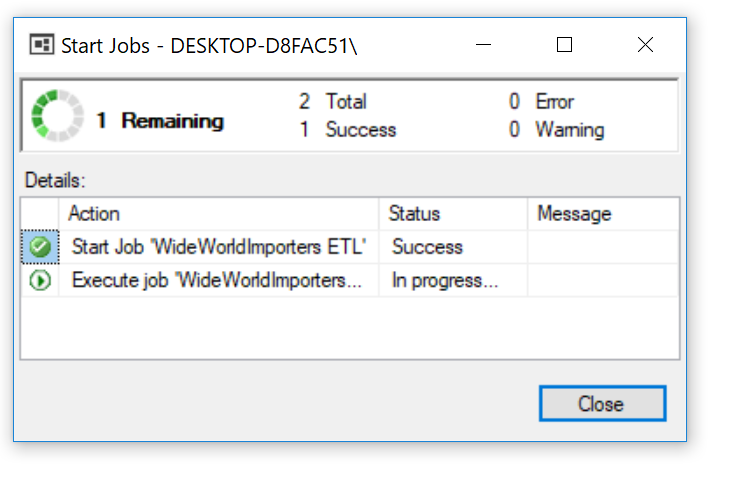 Start Jobs - DESKTOP-D8FAC51\
1 Remaining
2 Total
0 Error
1 Success
0 Warning
Details:
Action Status Message
Start Job 'WideWorldImporters ETL' Success
Execute job 'WideWorldImporters... In progress...
Close